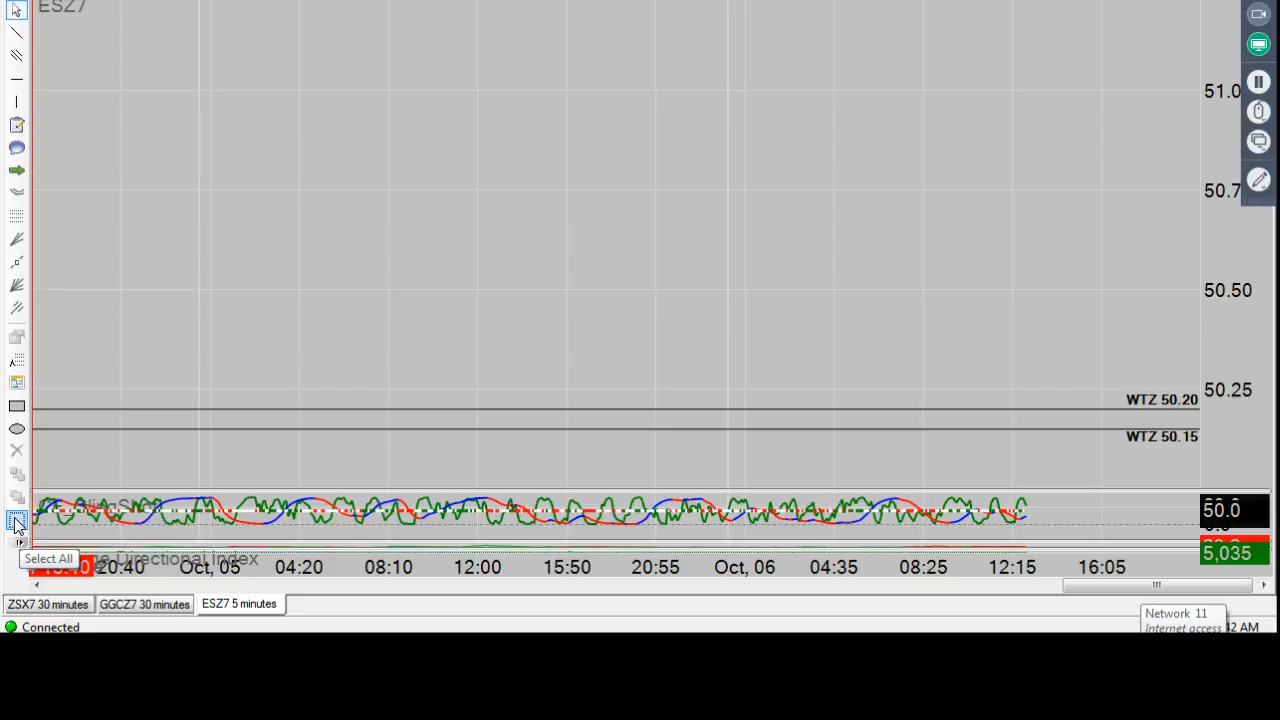 ESZ7
51.0
50.7
50.50
50.25
WTZ 50.20
WTZ 50.15
50.0
5,035
Directional Index
Select All
20:40 Oct, 05 04:20 08:10 12:00 15:50 20:55 Oct, 06 04:35 08:25 12:15 16:05
ZSX7 30 minutes GGCZ7 30 minutes ESZ7 5 minutes
Network 11
Internet access
Connected
42 AM